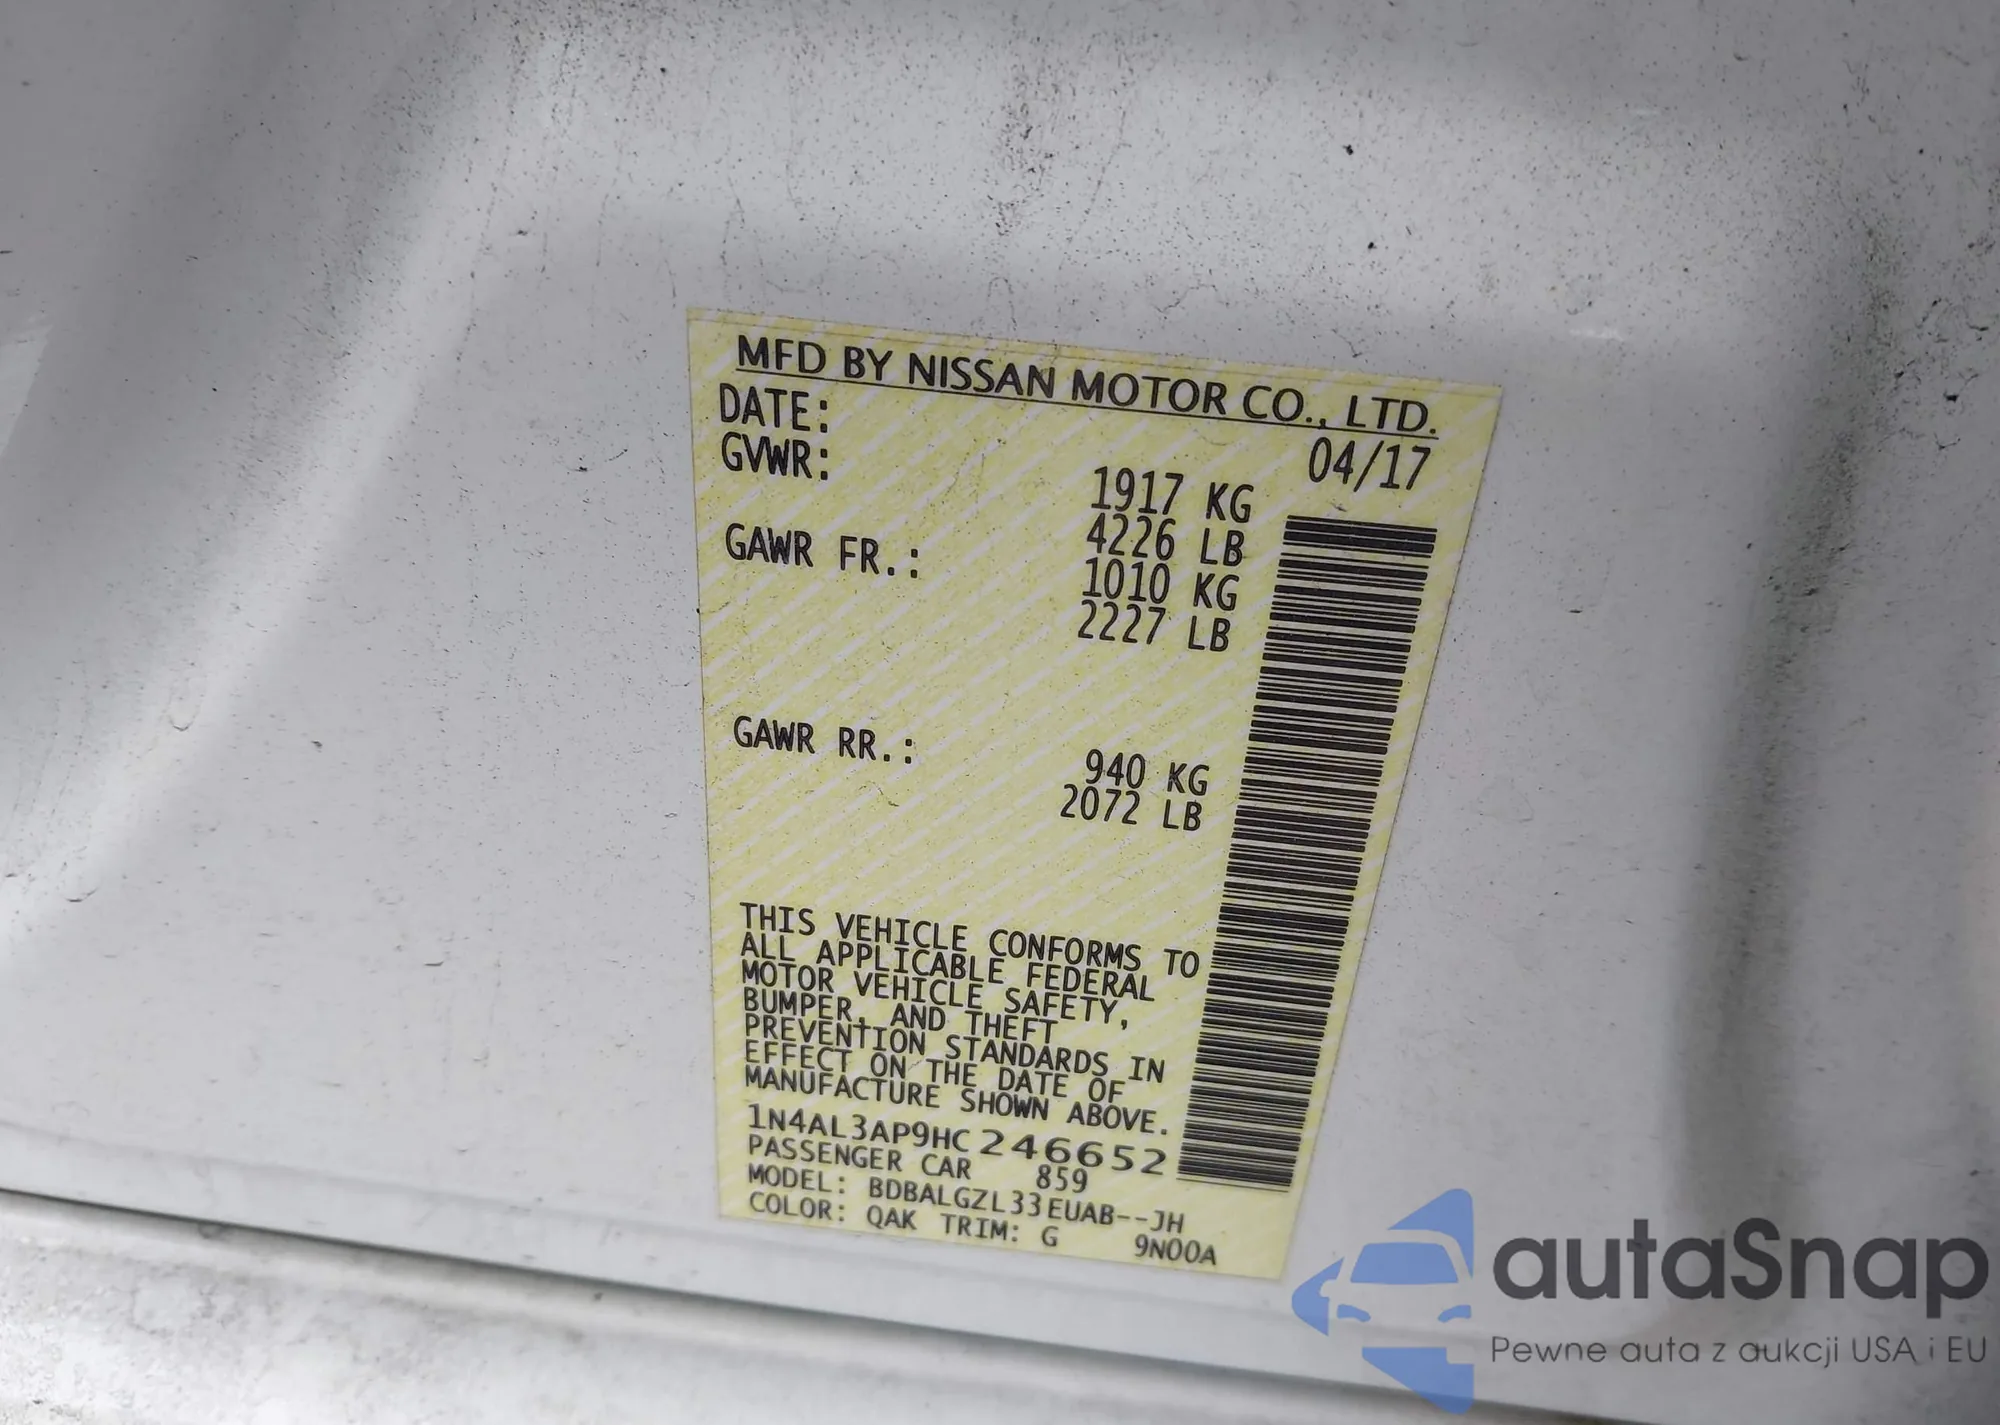 MFD BY NISSAN MOTOR CO., LTD.
DATE: 04/17
GVWR: 1917 KG
4226 LB
GAWR FR.: 1010 KG
2227 LB
GAWR RR.: 940 KG
2072 LB
THIS VEHICLE CONFORMS TO
ALL APPLICABLE FEDERAL
MOTOR VEHICLE SAFETY,
BUMPER, AND THEFT
PREVENTION STANDARDS IN
EFFECT ON THE DATE OF
MANUFACTURE SHOWN ABOVE.
1N4AL3AP9HC246652
PASSENGER CAR 859
MODEL: BDBALGZL33EUAB--JH
COLOR: QAK TRIM: G 9N00A
autaSnap
Pewne auta z aukcji USA i EU